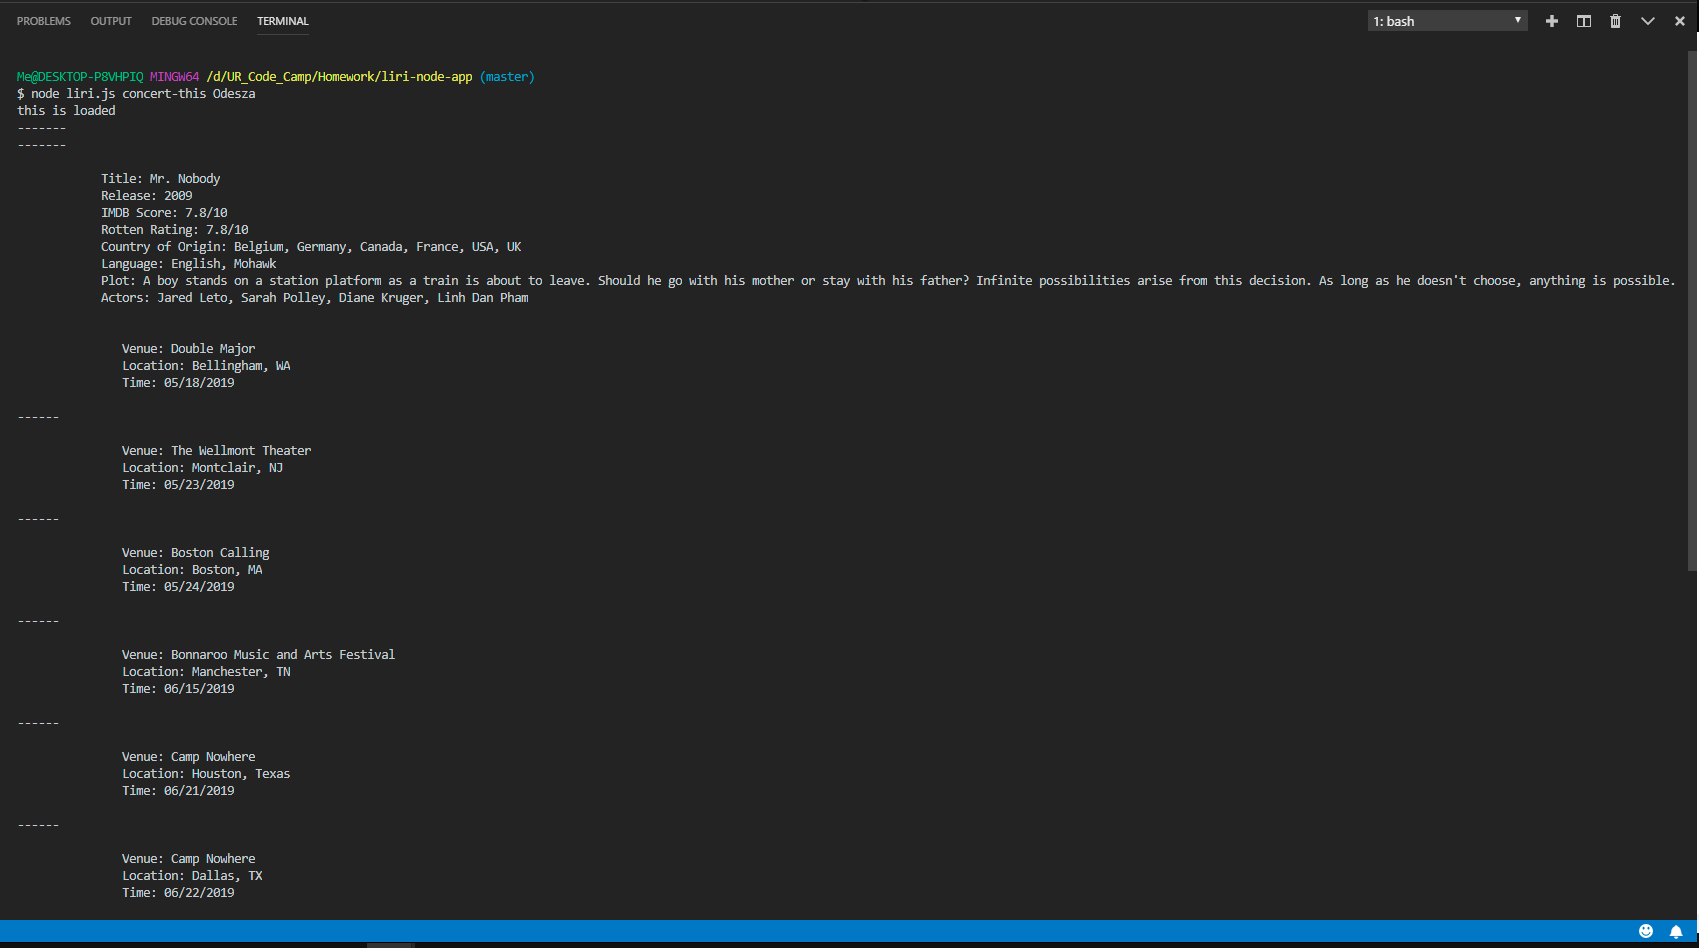 PROBLEMS OUTPUT DEBUG CONSOLE TERMINAL 1: bash
Me@DESKTOP-P8VHPIQ MINGW64 /d/UR_Code_Camp/Homework/liri-node-app (master)
$ node liri.js concert-this Odesza
this is loaded
-------
-------
Title: Mr. Nobody
Release: 2009
IMDB Score: 7.8/10
Rotten Rating: 7.8/10
Country of Origin: Belgium, Germany, Canada, France, USA, UK
Language: English, Mohawk
Plot: A boy stands on a station platform as a train is about to leave. Should he go with his mother or stay with his father? Infinite possibilities arise from this decision. As long as he doesn't choose, anything is possible.
Actors: Jared Leto, Sarah Polley, Diane Kruger, Linh Dan Pham
Venue: Double Major
Location: Bellingham, WA
Time: 05/18/2019
------
Venue: The Wellmont Theater
Location: Montclair, NJ
Time: 05/23/2019
------
Venue: Boston Calling
Location: Boston, MA
Time: 05/24/2019
------
Venue: Bonnaroo Music and Arts Festival
Location: Manchester, TN
Time: 06/15/2019
------
Venue: Camp Nowhere
Location: Houston, Texas
Time: 06/21/2019
------
Venue: Camp Nowhere
Location: Dallas, TX
Time: 06/22/2019